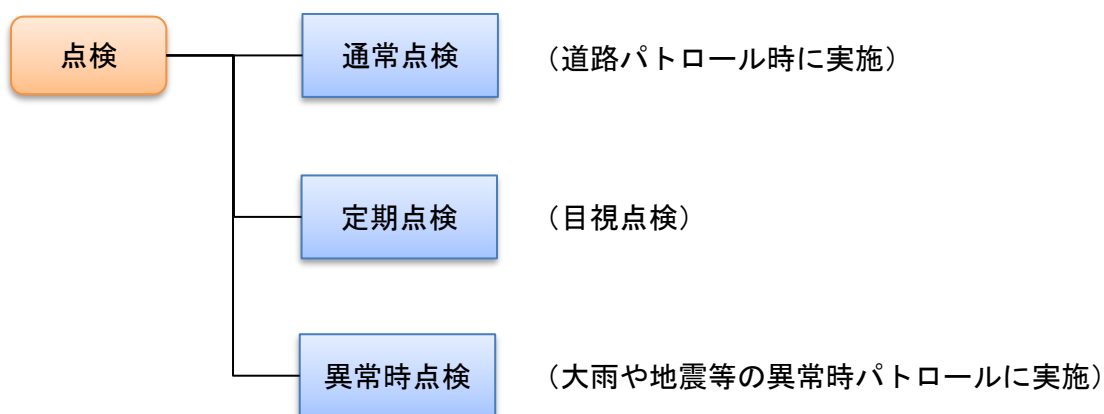 点検
通常点検
（道路パトロール時に実施）
定期点検
（目視点検）
異常時点検
（大雨や地震等の異常時パトロールに実施）